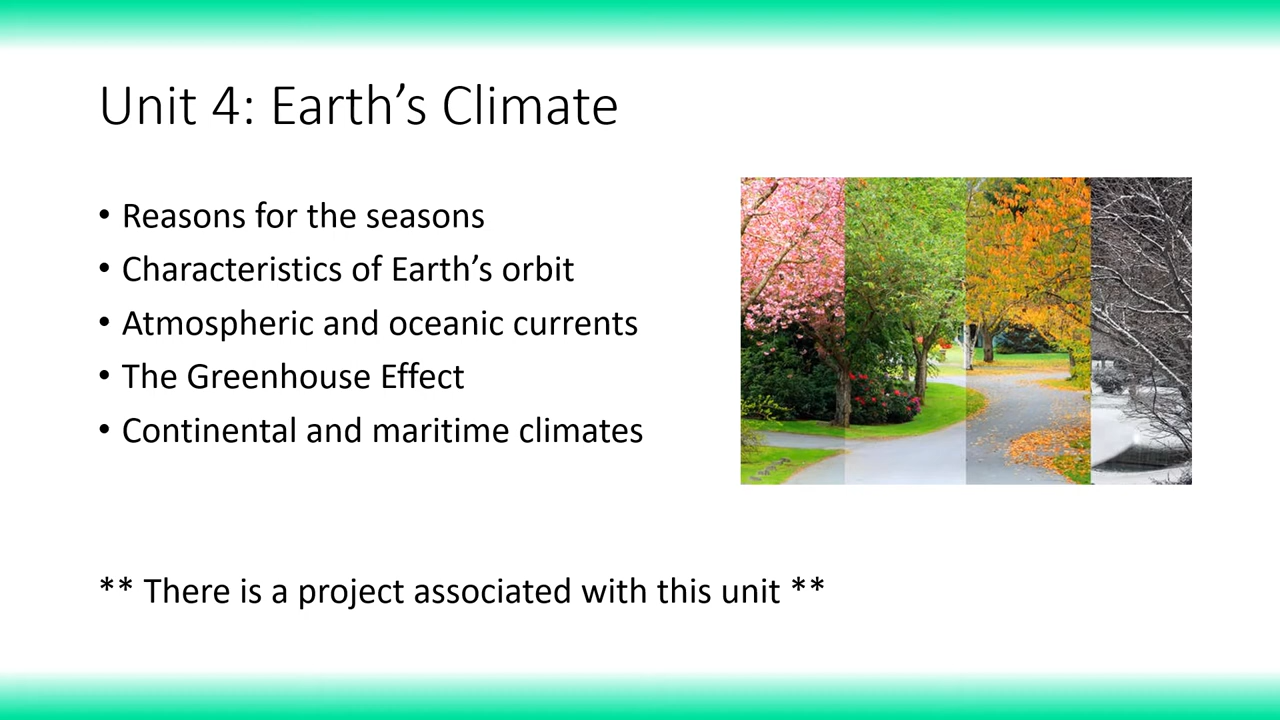 Unit 4: Earth’s Climate
• Reasons for the seasons
• Characteristics of Earth’s orbit
• Atmospheric and oceanic currents
• The Greenhouse Effect
• Continental and maritime climates
** There is a project associated with this unit **